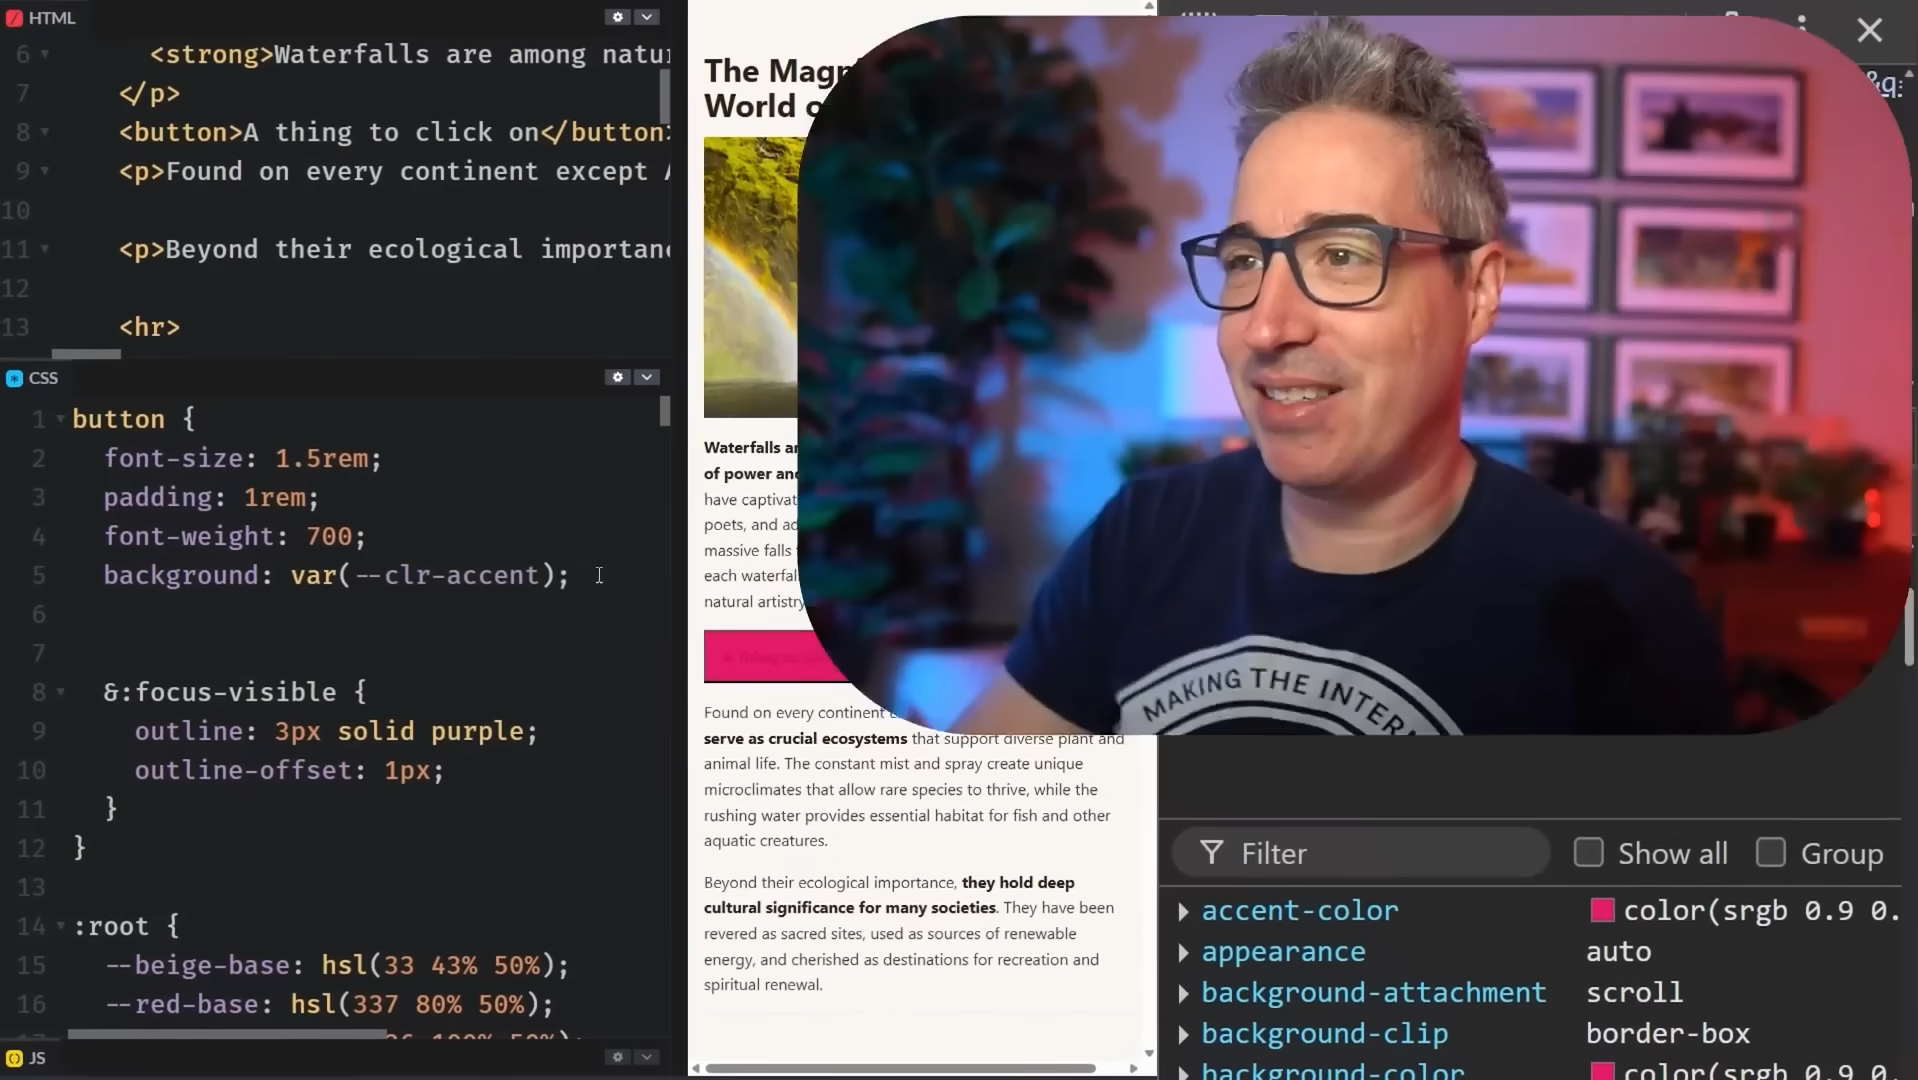 HTML
6 <strong>Waterfalls are among natu
7 </p>
8 <button>A thing to click on</button>
9 <p>Found on every continent except A
10
11 <p>Beyond their ecological importanc
12
13 <hr>
CSS
1 button {
2 font-size: 1.5rem;
3 padding: 1rem;
4 font-weight: 700;
5 background: var(--clr-accent);
6
7
8 &:focus-visible {
9 outline: 3px solid purple;
10 outline-offset: 1px;
11 }
12 }
13
14 :root {
15 --beige-base: hsl(33 43% 50%);
16 --red-base: hsl(337 80% 50%);
JS
The Magn
World o
Waterfalls ar
of power and
have captivat
poets, and ad
massive falls
each waterfal
natural artistry
Found on every continent
serve as crucial ecosystems that support diverse plant and
animal life. The constant mist and spray create unique
microclimates that allow rare species to thrive, while the
rushing water provides essential habitat for fish and other
aquatic creatures.
Beyond their ecological importance, they hold deep
cultural significance for many societies. They have been
revered as sacred sites, used as sources of renewable
energy, and cherished as destinations for recreation and
spiritual renewal.
MAKING THE INTER
Filter Show all Group
accent-color color(srgb 0.9 0.
appearance auto
background-attachment scroll
background-clip border-box
background-color color(srgb 0.9 0.